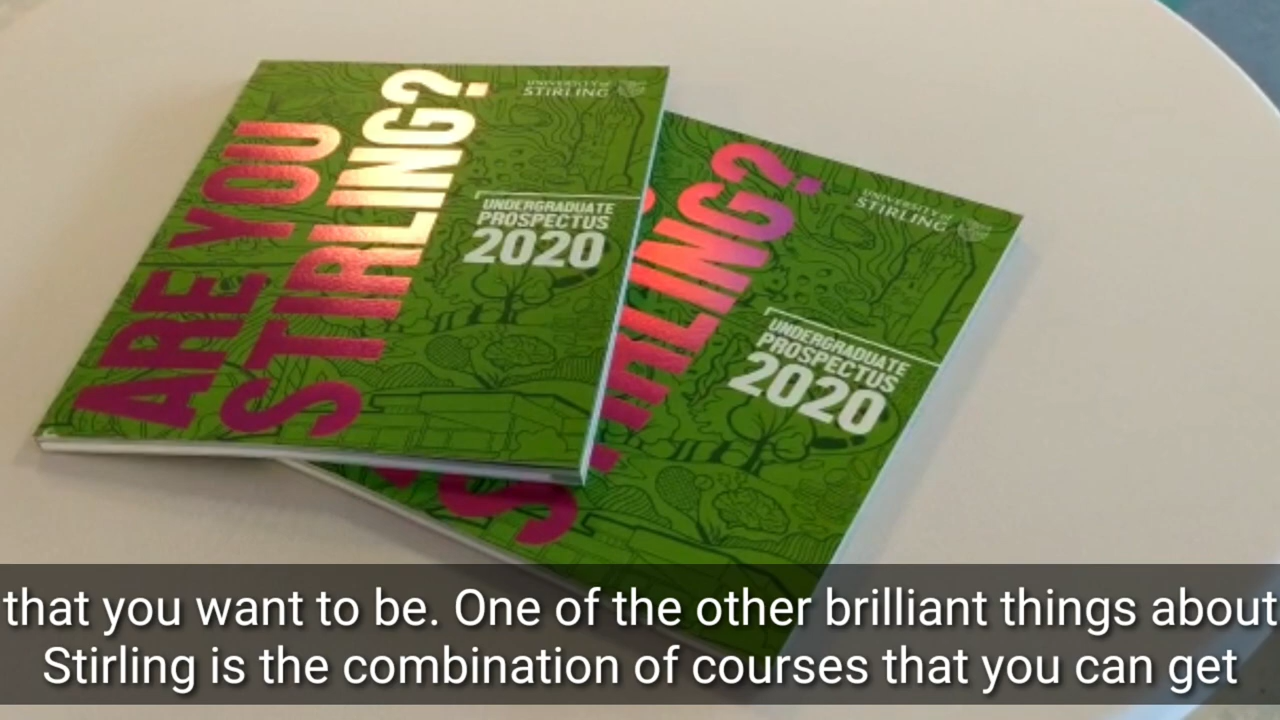 ARE YOU
STIRLING?
UNIVERSITY of
STIRLING
UNDERGRADUATE
PROSPECTUS
2020
STIRLING?
UNIVERSITY of
STIRLING
UNDERGRADUATE
PROSPECTUS
2020
that you want to be. One of the other brilliant things about
Stirling is the combination of courses that you can get